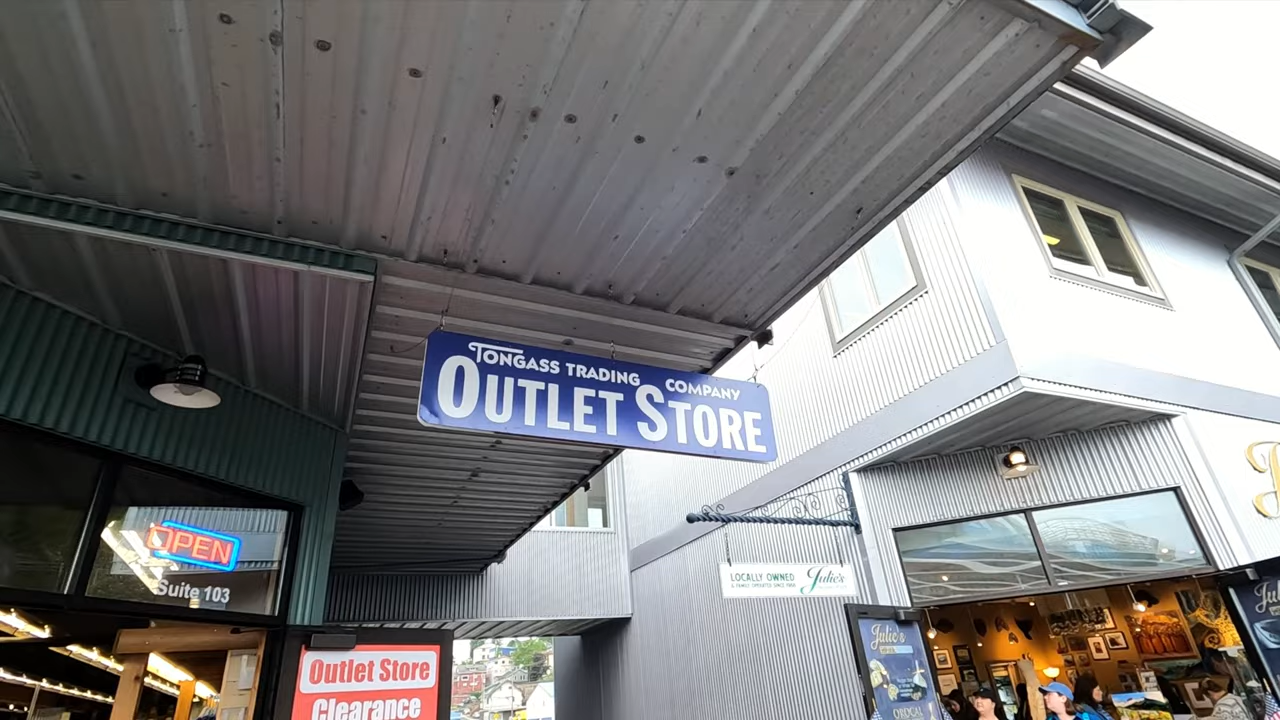 TONGASS TRADING COMPANY
OUTLET STORE
OPEN
Suite 103
Outlet Store
Clearance
LOCALLY OWNED
Julie's
Julie's